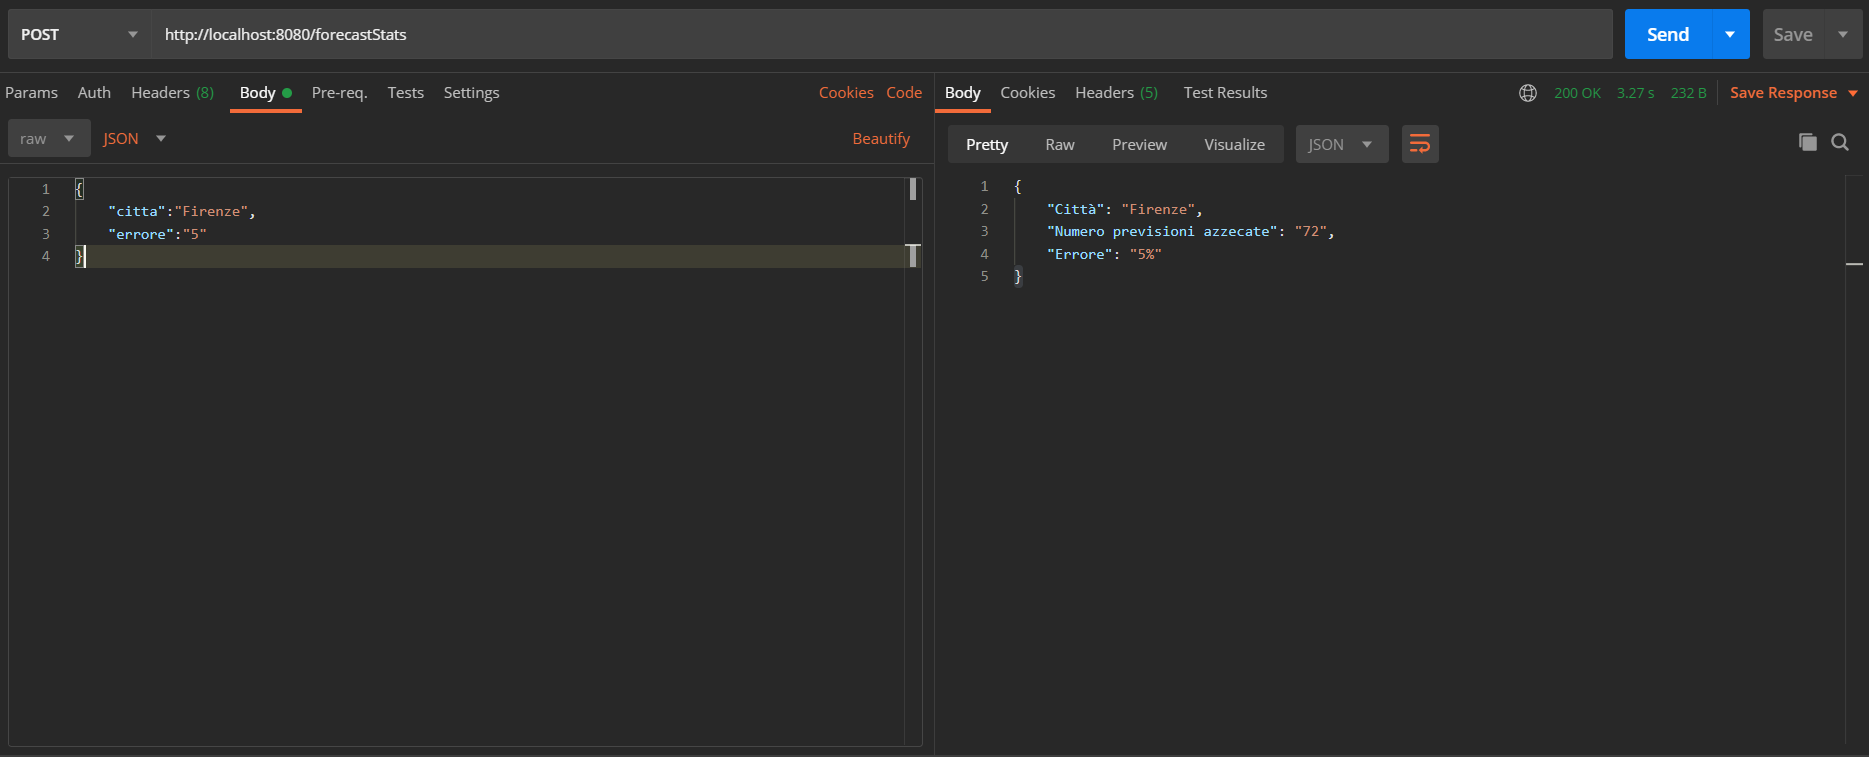 POST http://localhost:8080/forecastStats Send Save
Params Auth Headers (8) Body Pre-req. Tests Settings Cookies Code
raw JSON Beautify
1 {
2 "citta":"Firenze",
3 "errore":"5"
4 }
Body Cookies Headers (5) Test Results 200 OK 3.27 s 232 B Save Response
Pretty Raw Preview Visualize JSON
1 {
2 "Città": "Firenze",
3 "Numero previsioni azzecate": "72",
4 "Errore": "5%"
5 }